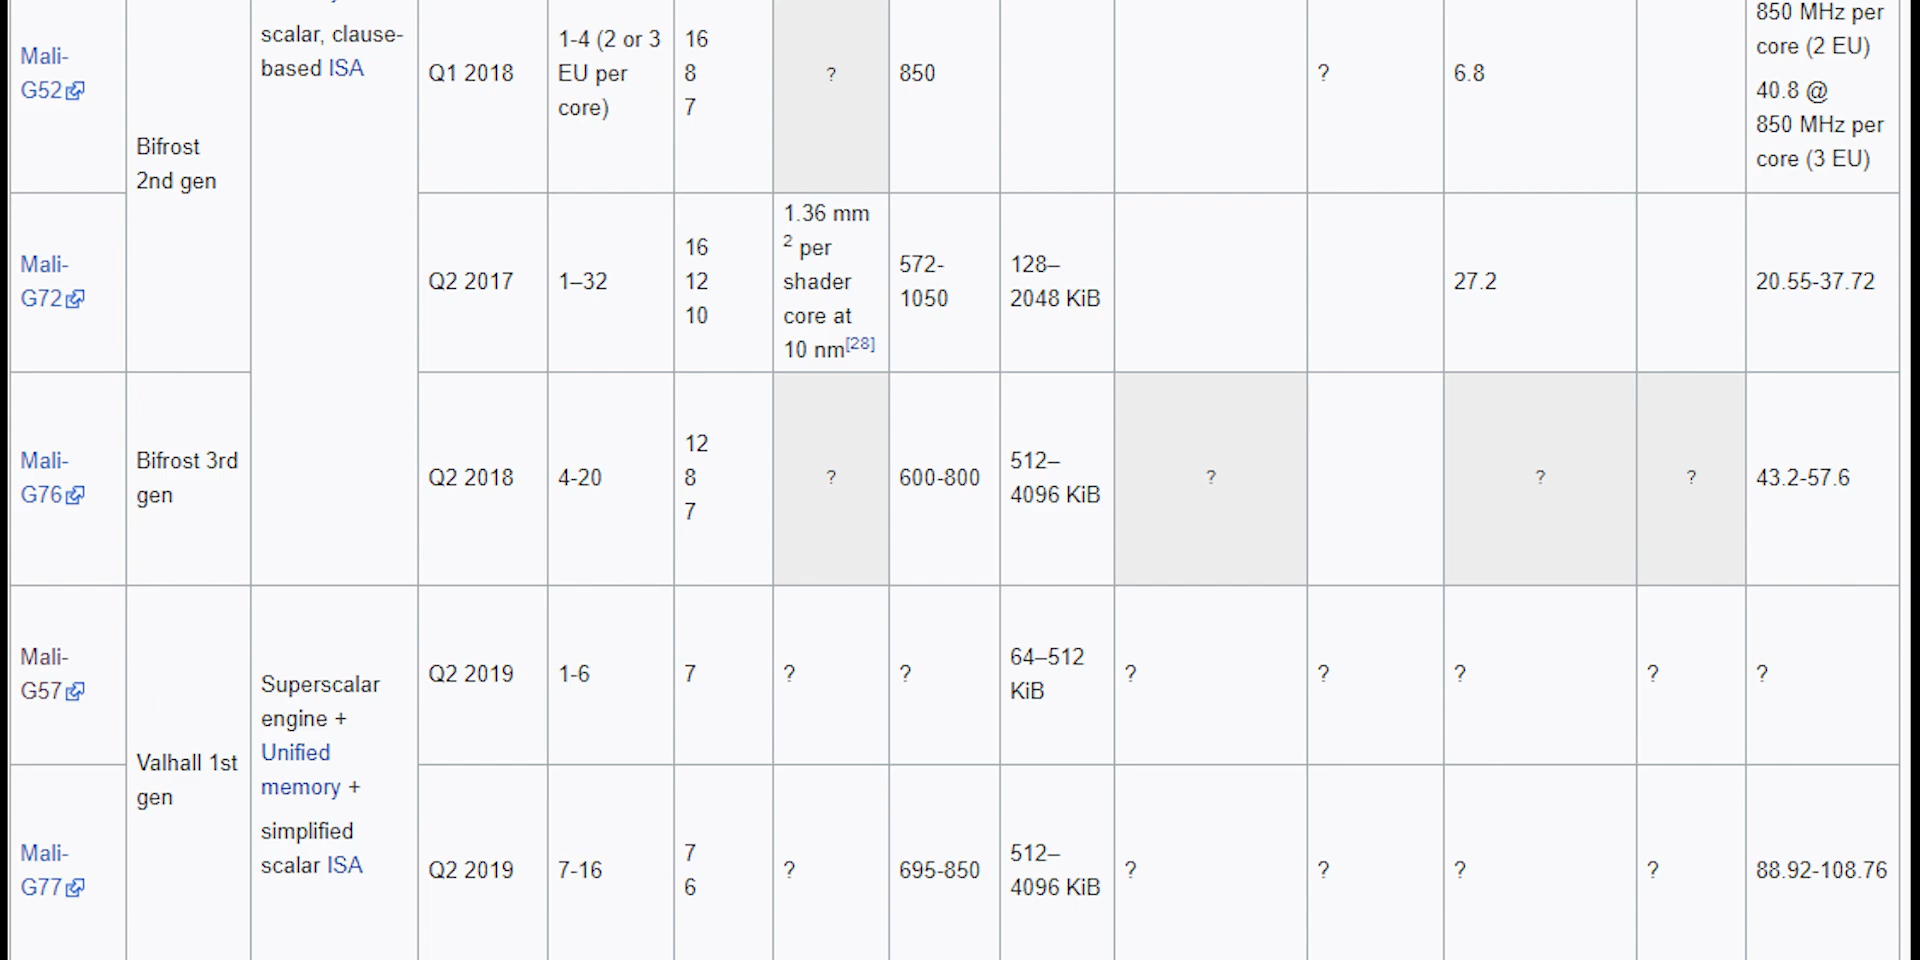 Mali-
G52
Bifrost
2nd gen
scalar, clause-
based ISA
Q1 2018
1-4 (2 or 3
EU per
core)
16
8
7
?
850
?
6.8
850 MHz per
core (2 EU)
40.8 @
850 MHz per
core (3 EU)
Mali-
G72
Q2 2017
1–32
16
12
10
1.36 mm
2 per
shader
core at
10 nm[28]
572-
1050
128–
2048 KiB
27.2
20.55-37.72
Mali-
G76
Bifrost 3rd
gen
Q2 2018
4-20
12
8
7
?
600-800
512–
4096 KiB
?
?
?
43.2-57.6
Mali-
G57
Valhall 1st
gen
Superscalar
engine +
Unified
memory +
simplified
scalar ISA
Q2 2019
1-6
7
?
?
64–512
KiB
?
?
?
?
?
Mali-
G77
Q2 2019
7-16
7
6
?
695-850
512–
4096 KiB
?
?
?
?
88.92-108.76